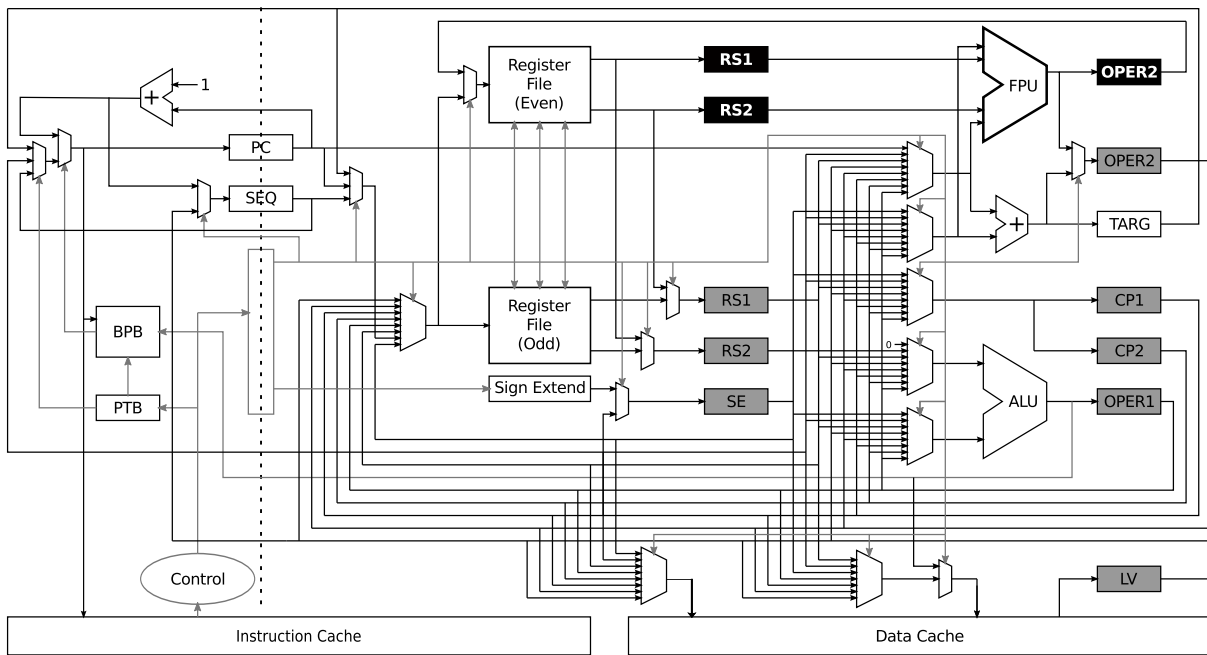 Register
File
(Even)
RS1
RS2
FPU
OPER2
1
+
PC
SEQ
OPER2
+
TARG
Register
File
(Odd)
RS1
RS2
Sign Extend
SE
BPB
PTB
0
ALU
CP1
CP2
OPER1
Control
LV
Instruction Cache
Data Cache